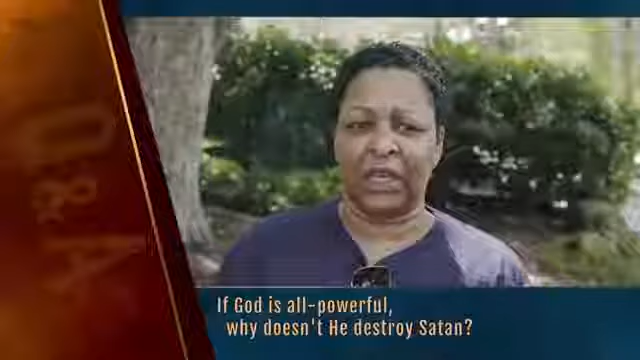 Q&A
If God is all-powerful,
why doesn't He destroy Satan?